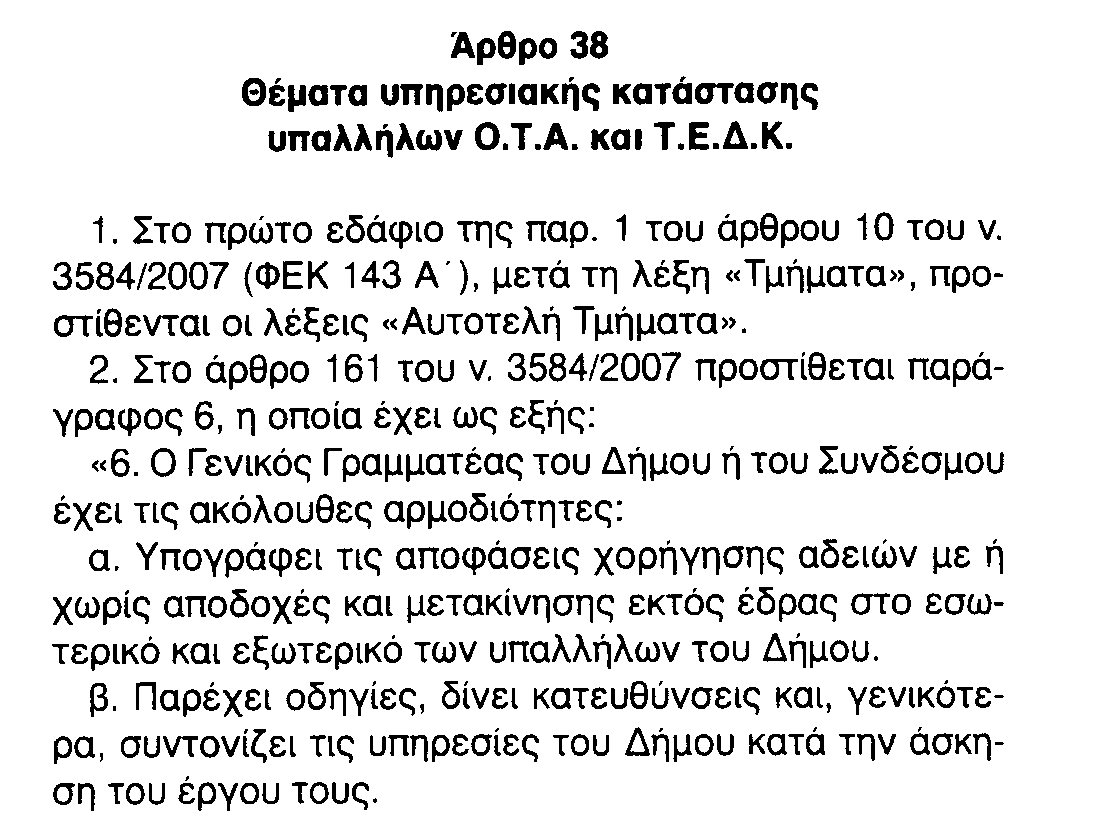 Άρθρο 38
Θέματα υπηρεσιακής κατάστασης
υπαλλήλων Ο.Τ.Α. και Τ.Ε.Δ.Κ.
1. Στο πρώτο εδάφιο της παρ. 1 του άρθρου 10 του ν.
3584/2007 (ΦΕΚ 143 Α΄), μετά τη λέξη «Τμήματα», προ-
στίθενται οι λέξεις «Αυτοτελή Τμήματα».
2. Στο άρθρο 161 του ν. 3584/2007 προστίθεται παρά-
γραφος 6, η οποία έχει ως εξής:
«6. Ο Γενικός Γραμματέας του Δήμου ή του Συνδέσμου
έχει τις ακόλουθες αρμοδιότητες:
α. Υπογράφει τις αποφάσεις χορήγησης αδειών με ή
χωρίς αποδοχές και μετακίνησης εκτός έδρας στο εσω-
τερικό και εξωτερικό των υπαλλήλων του Δήμου.
β. Παρέχει οδηγίες, δίνει κατευθύνσεις και, γενικότε-
ρα, συντονίζει τις υπηρεσίες του Δήμου κατά την άσκη-
ση του έργου τους.